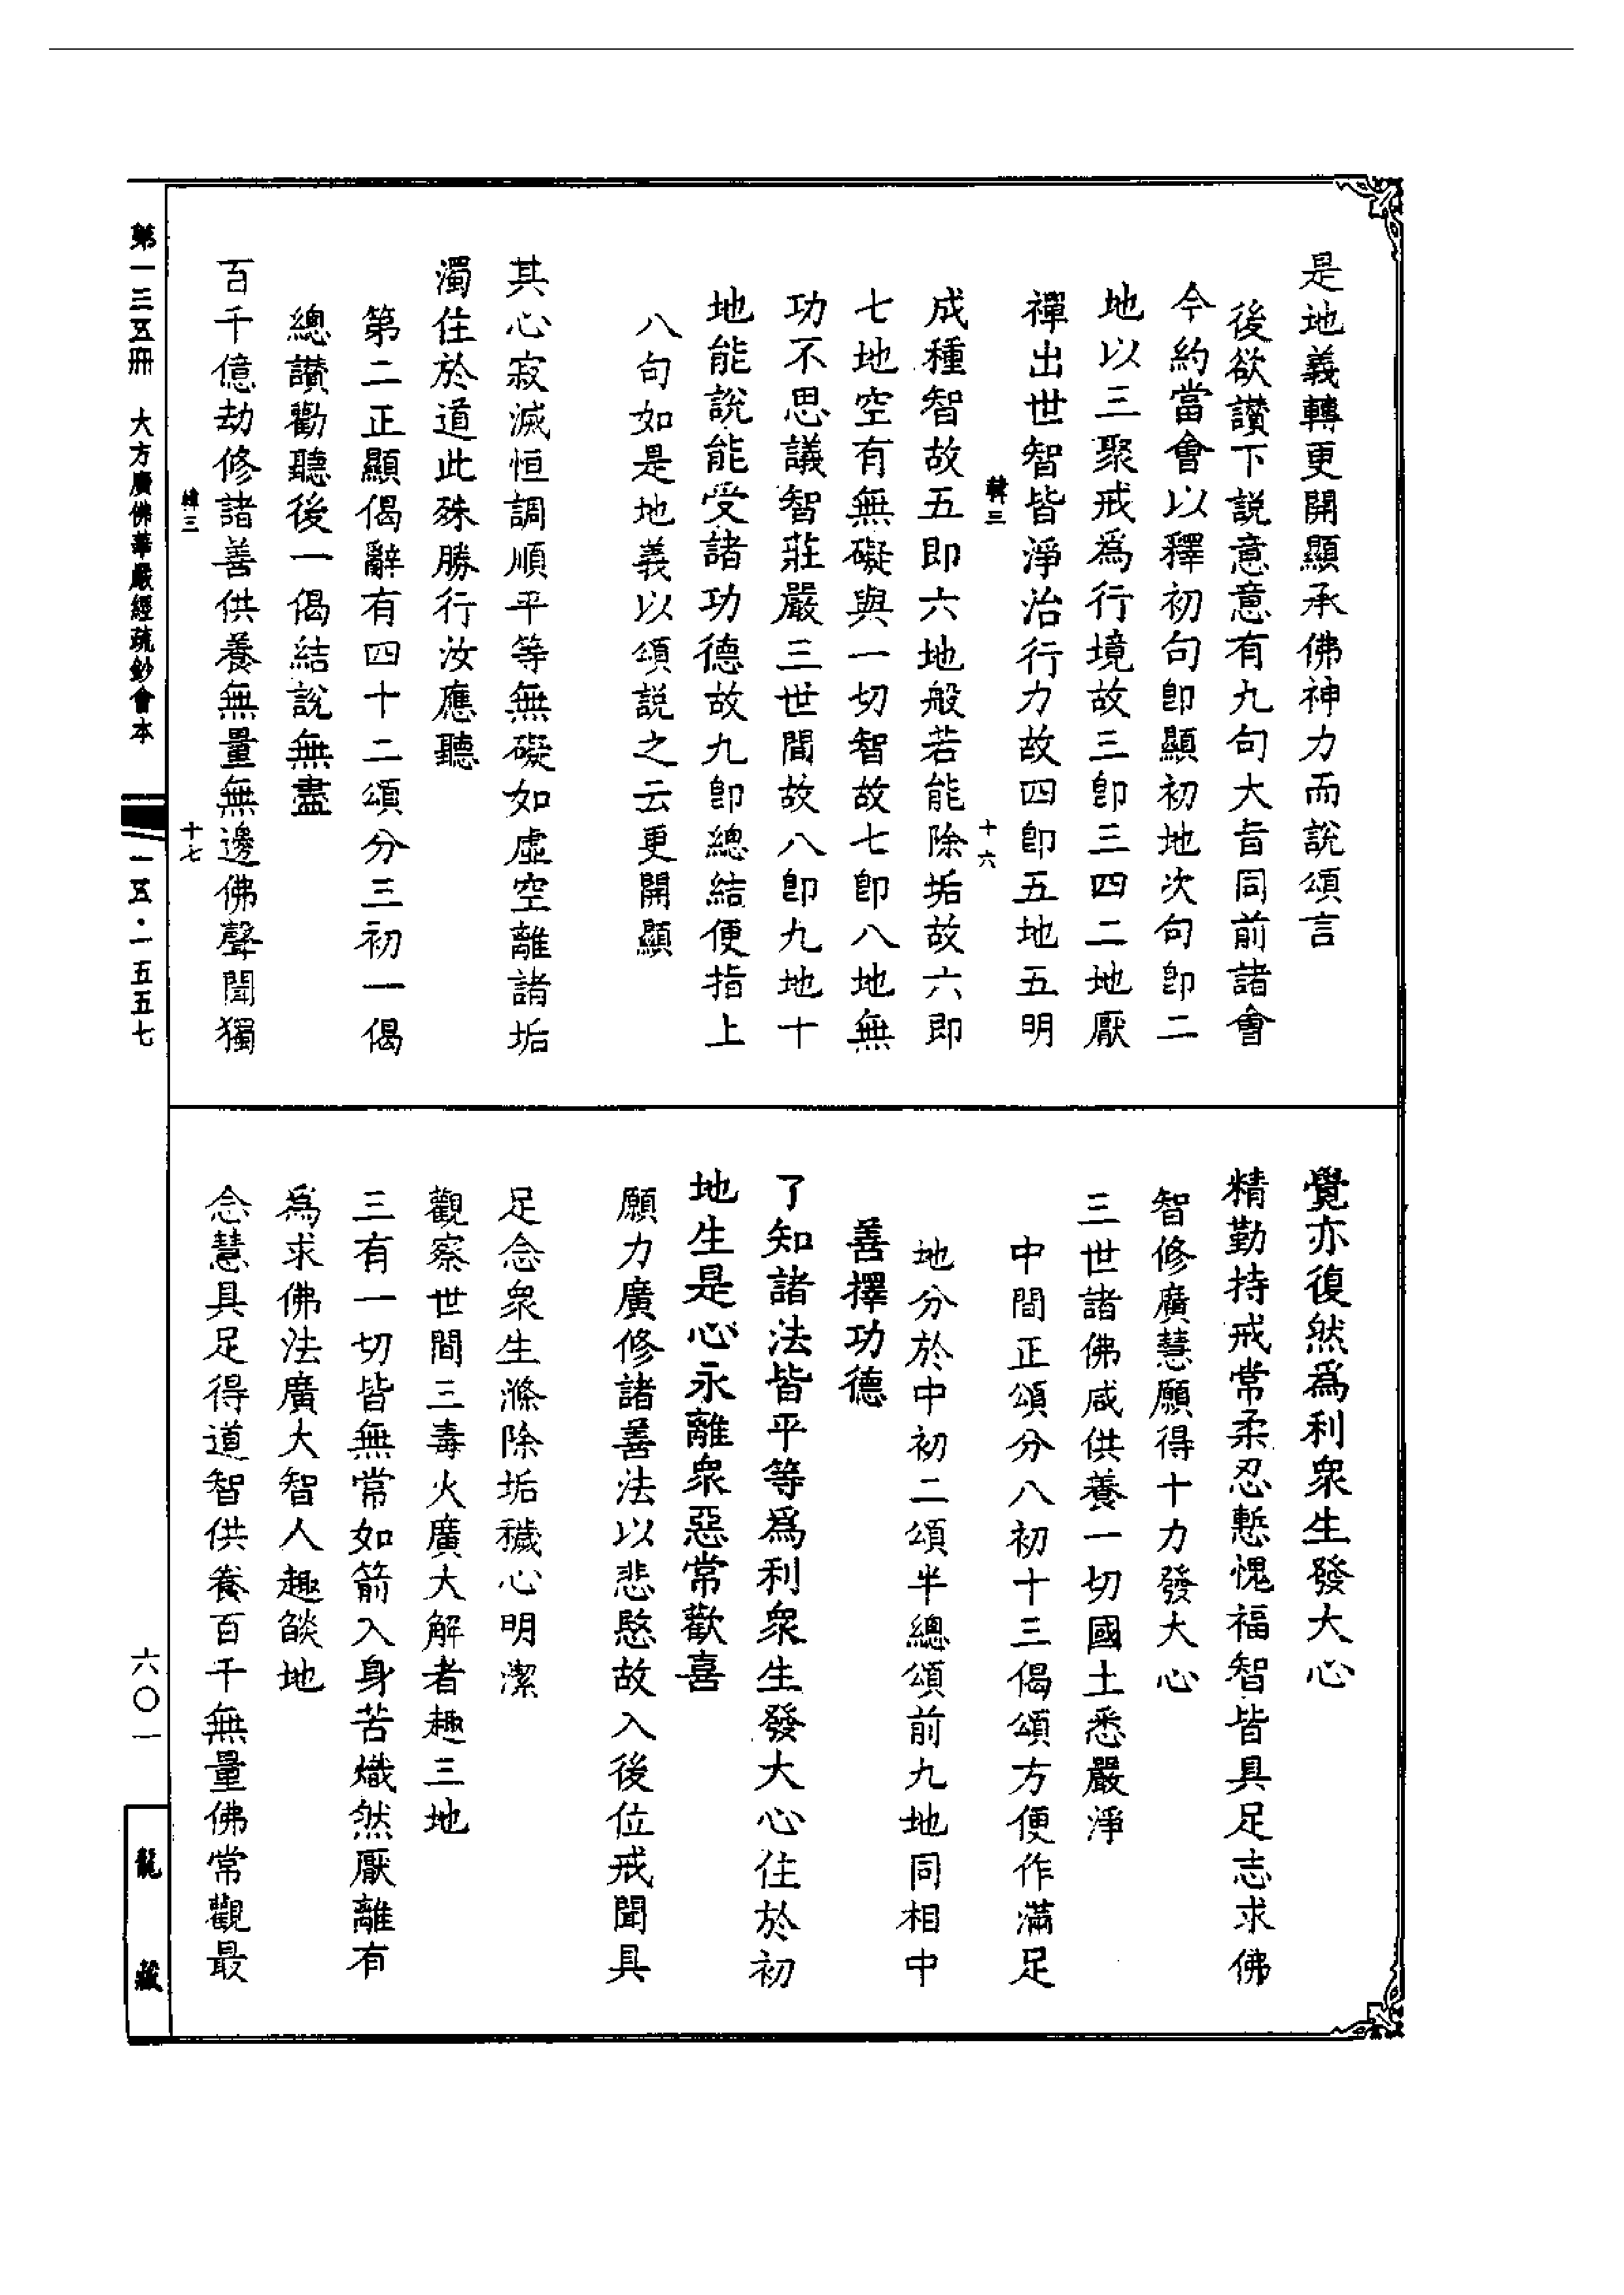 是地義轉更開顯承佛神力而說頌言
後欲讚下說意意有九句大旨同前諸會
今約當會以釋初句卽顯初地次句卽二
地以三聚戒爲行境故三卽三四二地厭
禪出世智皆淨治行力故四卽五地五明
韓三
十六
成種智故五即六地般若能除垢故六即
七地空有無礙與一切智故七卽八地無
功不思議智莊嚴三世間故八卽九地十
地能說能受諸功德故九卽總結便指上
八句如是地義以頌説之云更開顯
其心寂滅恒調順平等無礙如虛空離諸垢
濁住於道此殊勝行汝應聽
第二正顯偈辭有四十二頌分三初一偈
總讚勸聽後一偈結說無盡
百千億劫修諸善供養無量無邊佛聲聞獨
韓三
十七
覺亦復然爲利衆生發大心
精勤持戒常柔忍慙愧福智皆具足志求佛
智修廣慧願得十力發大心
三世諸佛咸供養一切國土悉嚴淨
中間正頌分八初十三偈頌方便作滿足
地分於中初二頌半總頌前九地同相中
善擇功德
了知諸法皆平等爲利衆生發大心住於初
地生是心永離衆惡常歡喜
願力廣修諸善法以悲愍故入後位戒聞具
足念衆生滌除垢穢心明潔
觀察世間三毒火廣大解者趣三地
三有一切皆無常如箭入身苦熾然厭離有
爲求佛法廣大智人趣燄地
念慧具足得道智供養百千無量佛常觀最
第一三五冊 大方廣佛華嚴經疏鈔會本
一三五·一五五七
六〇一
龍藏